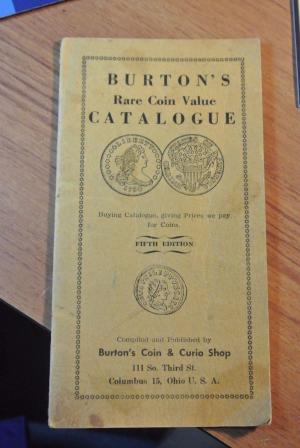 BURTON'S
Rare Coin Value
CATALOGUE
LIBERTY
Buying Catalogue, giving Prices we pay
for Coins.
FIFTH EDITION
Compiled and Published by
Burton's Coin & Curio Shop
111 So. Third St.
Columbus 15, Ohio U. S. A.